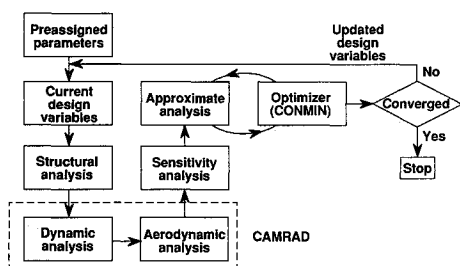 Preassigned
parameters
Updated
design
variables
Current
design
variables
Approximate
analysis
Optimizer
(CONMIN)
No
Converged
Yes
Stop
Structural
analysis
Sensitivity
analysis
Dynamic
analysis
Aerodynamic
analysis
CAMRAD